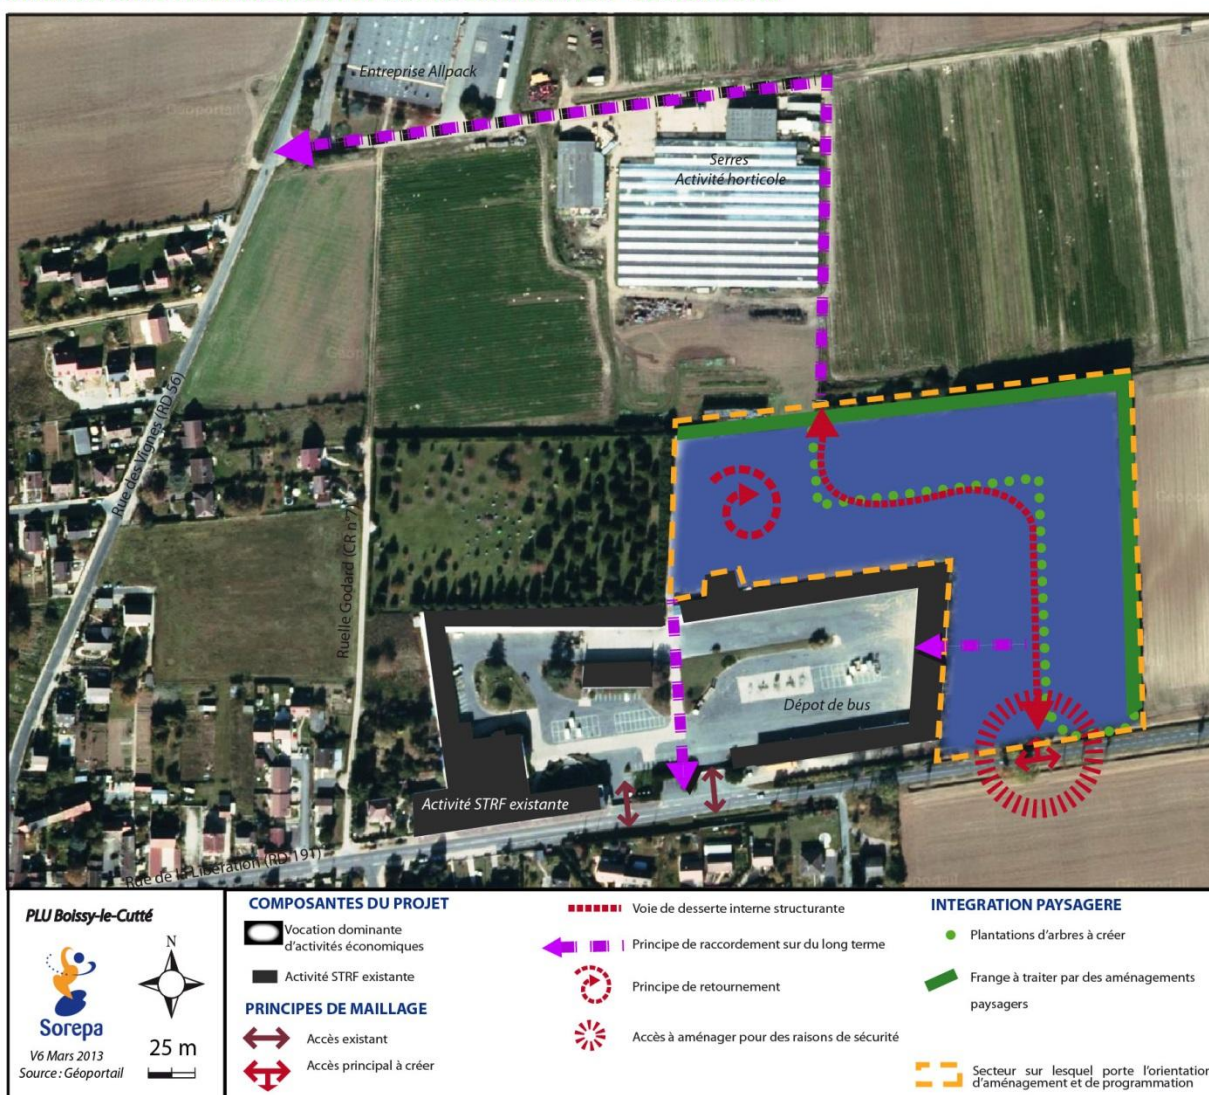 Entreprise Allpack
Serres
Activité horticole
Rue des Vignes (RD 56)
Ruelle Godard (CR n°7)
Dépot de bus
Activité STRF existante
Rue de la Libération (RD 191)
PLU Boissy-le-Cutté
N
Sorepa
V6 Mars 2013
Source : Géoportail
25 m
COMPOSANTES DU PROJET
Vocation dominante
d'activités économiques
Activité STRF existante
PRINCIPES DE MAILLAGE
Accès existant
Accès principal à créer
Voie de desserte interne structurante
Principe de raccordement sur du long terme
Principe de retournement
Accès à aménager pour des raisons de sécurité
INTEGRATION PAYSAGERE
Plantations d'arbres à créer
Frange à traiter par des aménagements
paysagers
Secteur sur lesquel porte l'orientation
d'aménagement et de programmation